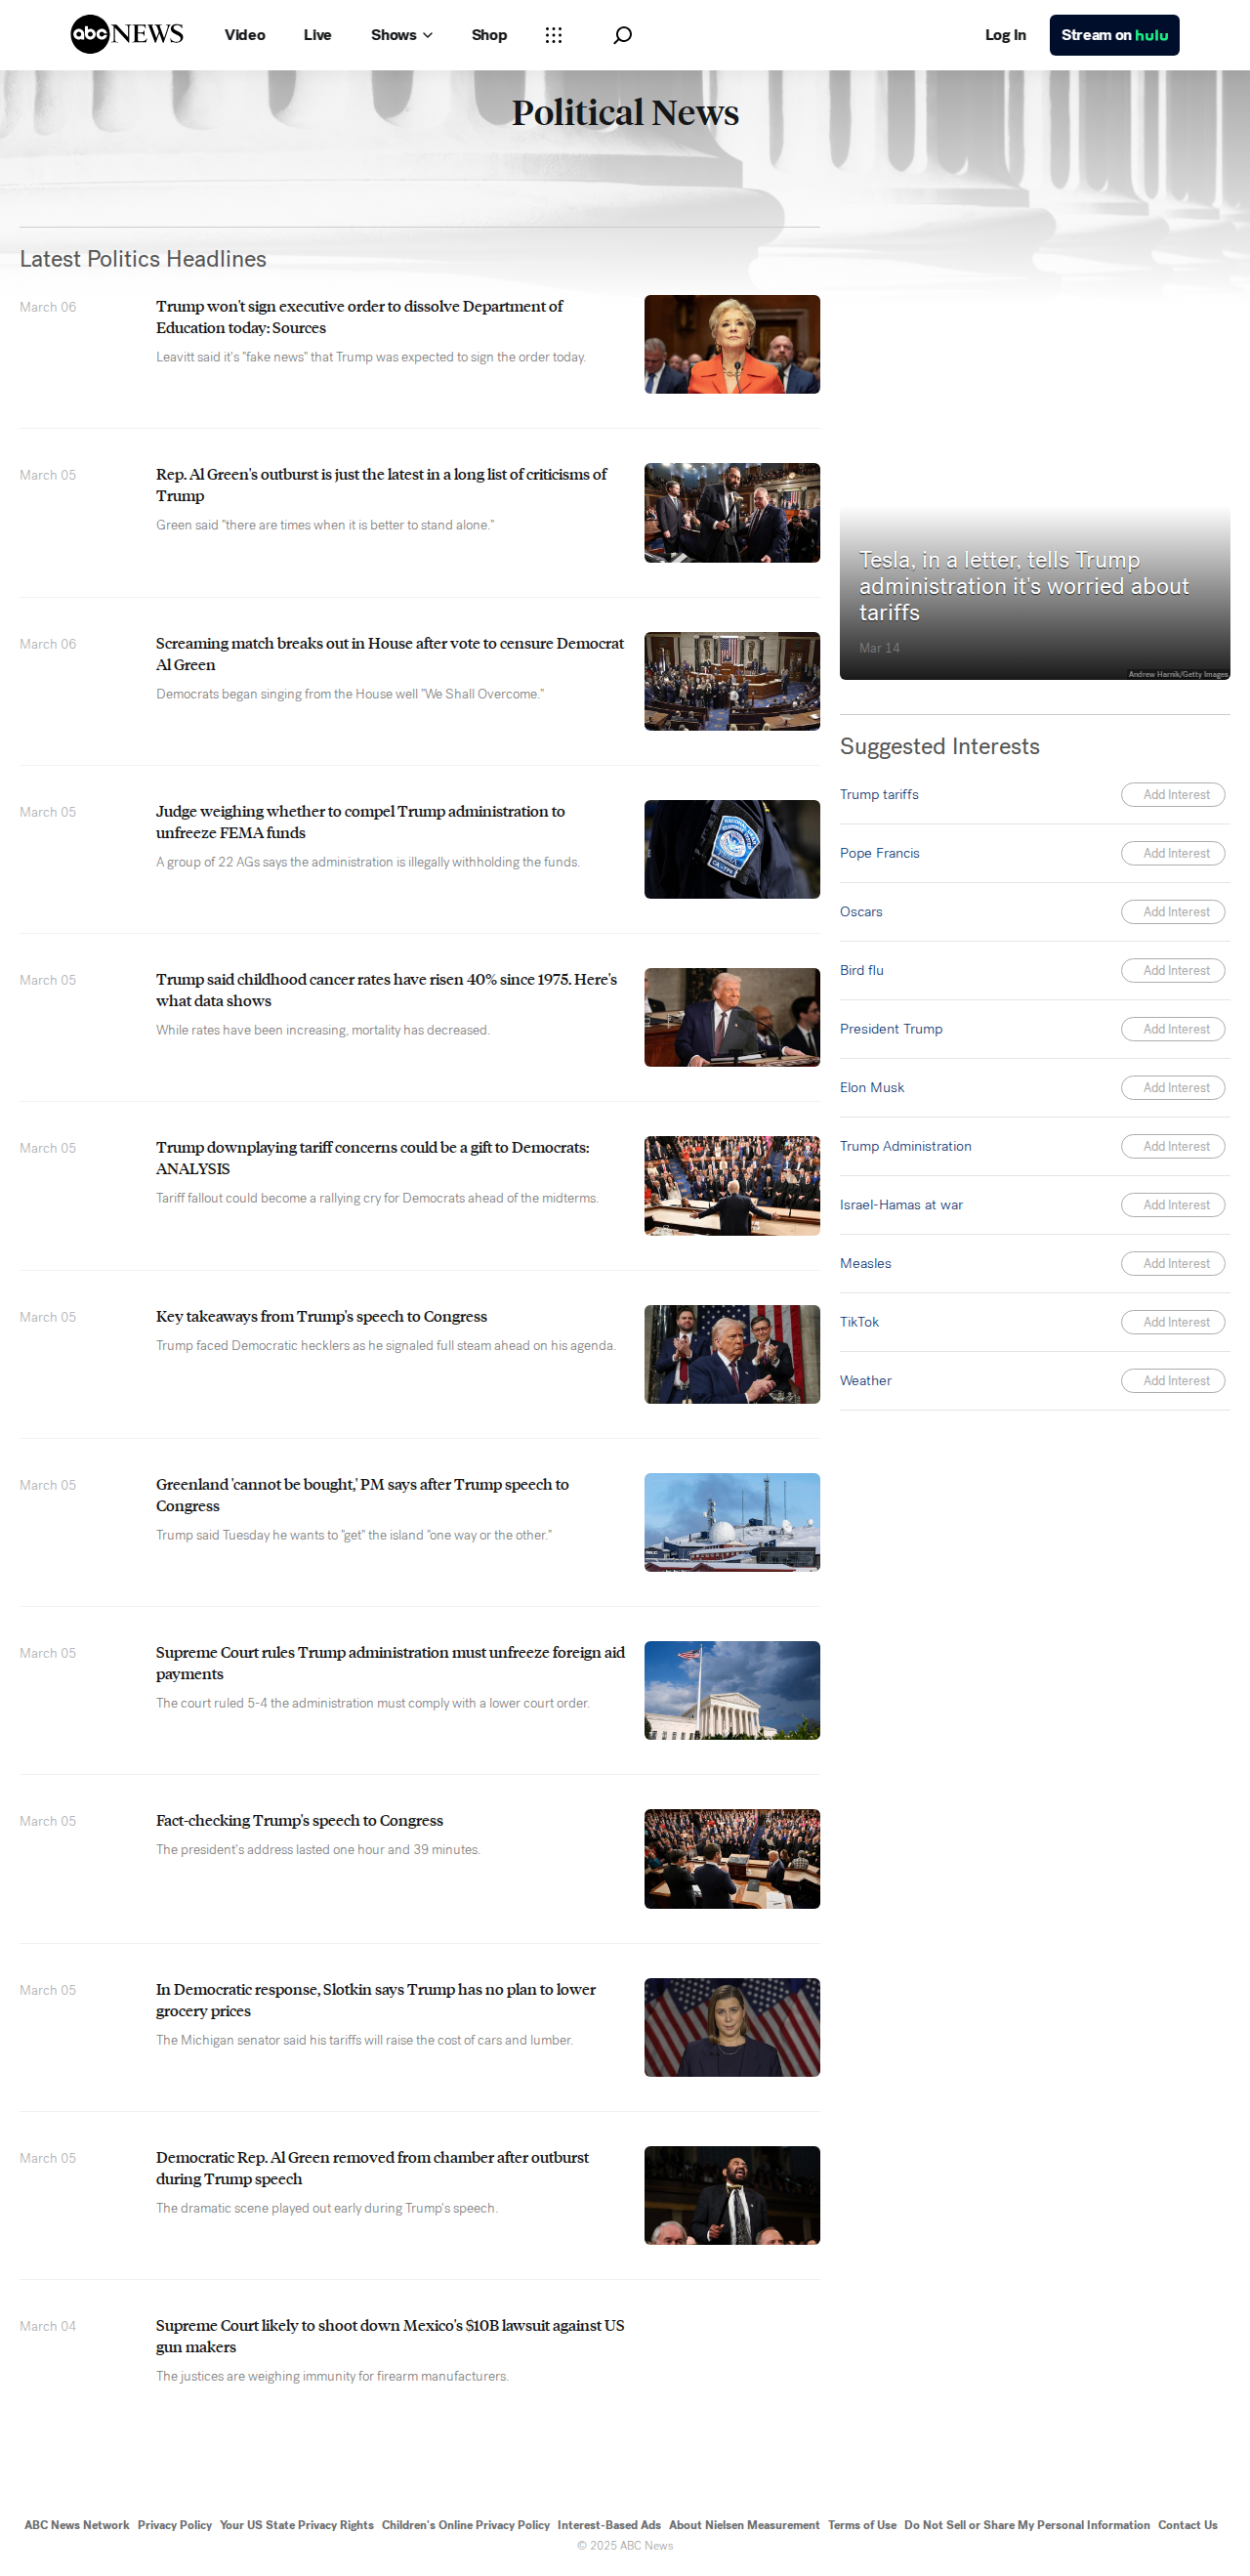 abc NEWS Video Live Shows Shop Log In Stream on hulu
Political News
Latest Politics Headlines
March 06
Trump won't sign executive order to dissolve Department of
Education today: Sources
Leavitt said it's "fake news" that Trump was expected to sign the order today.
March 05
Rep. Al Green's outburst is just the latest in a long list of criticisms of
Trump
Green said "there are times when it is better to stand alone."
March 06
Screaming match breaks out in House after vote to censure Democrat
Al Green
Democrats began singing from the House well "We Shall Overcome."
March 05
Judge weighing whether to compel Trump administration to
unfreeze FEMA funds
A group of 22 AGs says the administration is illegally withholding the funds.
March 05
Trump said childhood cancer rates have risen 40% since 1975. Here's
what data shows
While rates have been increasing, mortality has decreased.
March 05
Trump downplaying tariff concerns could be a gift to Democrats:
ANALYSIS
Tariff fallout could become a rallying cry for Democrats ahead of the midterms.
March 05
Key takeaways from Trump's speech to Congress
Trump faced Democratic hecklers as he signaled full steam ahead on his agenda.
March 05
Greenland 'cannot be bought,' PM says after Trump speech to
Congress
Trump said Tuesday he wants to "get" the island "one way or the other."
March 05
Supreme Court rules Trump administration must unfreeze foreign aid
payments
The court ruled 5-4 the administration must comply with a lower court order.
March 05
Fact-checking Trump's speech to Congress
The president's address lasted one hour and 39 minutes.
March 05
In Democratic response, Slotkin says Trump has no plan to lower
grocery prices
The Michigan senator said his tariffs will raise the cost of cars and lumber.
March 05
Democratic Rep. Al Green removed from chamber after outburst
during Trump speech
The dramatic scene played out early during Trump's speech.
March 04
Supreme Court likely to shoot down Mexico's $10B lawsuit against US
gun makers
The justices are weighing immunity for firearm manufacturers.
Tesla, in a letter, tells Trump
administration it's worried about
tariffs
Mar 14
Andrew Harnik/Getty Images
Suggested Interests
Trump tariffs Add Interest
Pope Francis Add Interest
Oscars Add Interest
Bird flu Add Interest
President Trump Add Interest
Elon Musk Add Interest
Trump Administration Add Interest
Israel-Hamas at war Add Interest
Measles Add Interest
TikTok Add Interest
Weather Add Interest
ABC News Network Privacy Policy Your US State Privacy Rights Children's Online Privacy Policy Interest-Based Ads About Nielsen Measurement Terms of Use Do Not Sell or Share My Personal Information Contact Us
© 2025 ABC News